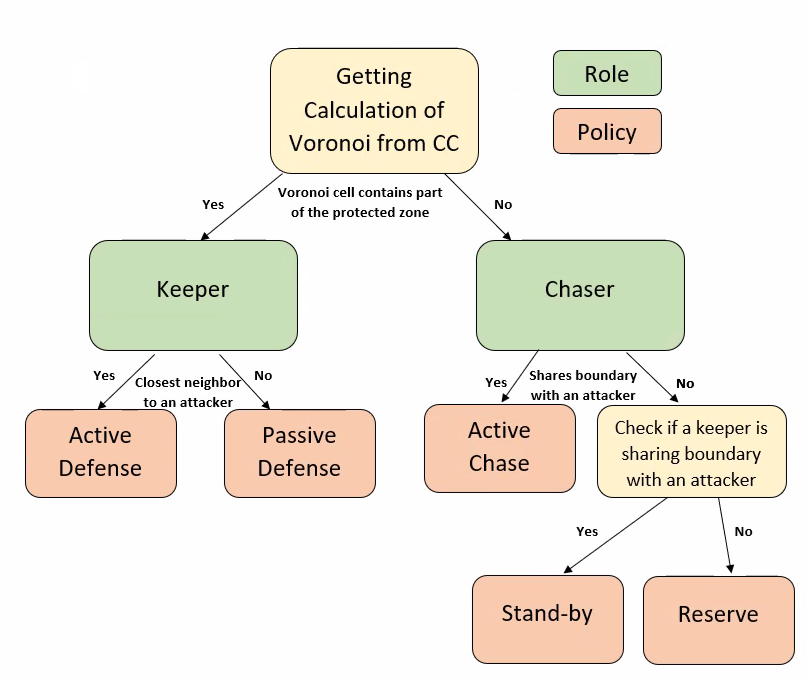 Getting
Calculation of
Voronoi from CC
Role
Policy
Yes
Voronoi cell contains part
of the protected zone
No
Keeper
Chaser
Yes
Closest neighbor
to an attacker
No
Yes
Shares boundary
with an attacker
No
Active
Defense
Passive
Defense
Active
Chase
Check if a keeper is
sharing boundary
with an attacker
Yes
No
Stand-by
Reserve